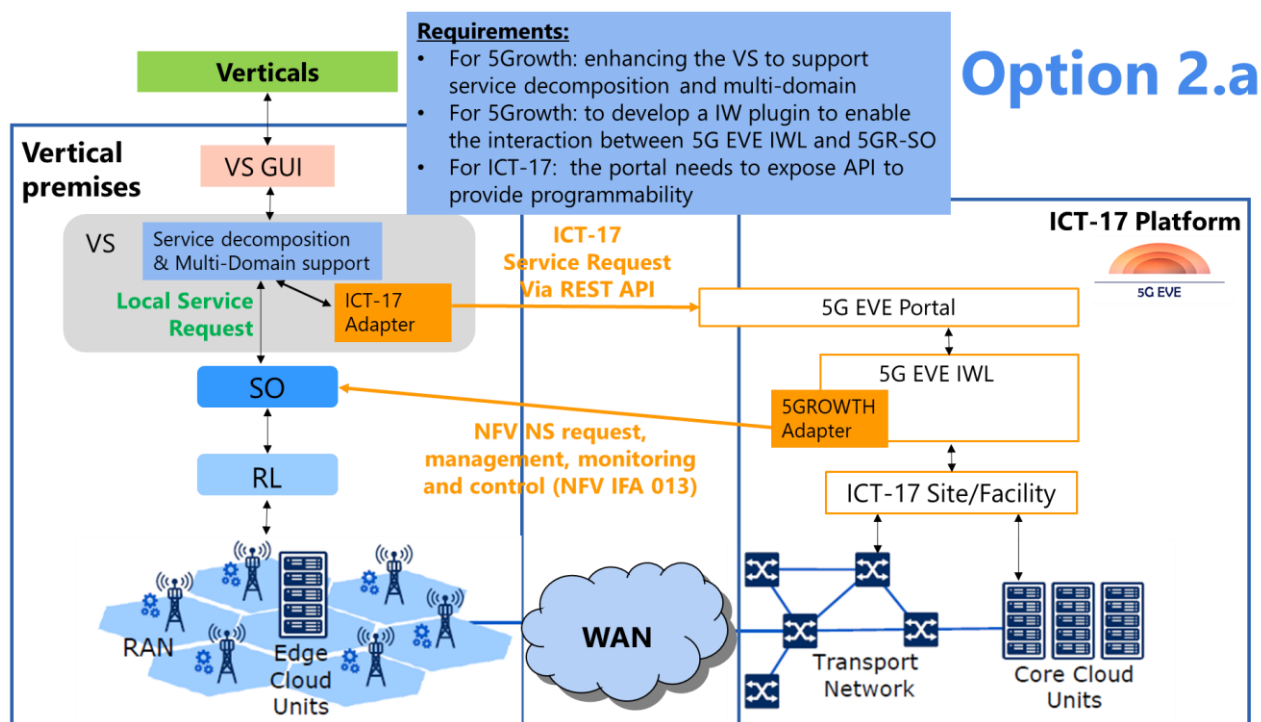 Requirements:
• For 5Growth: enhancing the VS to support
service decomposition and multi-domain
• For 5Growth: to develop a IW plugin to enable
the interaction between 5G EVE IWL and 5GR-SO
• For ICT-17:  the portal needs to expose API to
provide programmability
Option 2.a
Verticals
Vertical
premises
VS GUI
VS
Service decomposition
& Multi-Domain support
Local Service
Request
ICT-17
Adapter
ICT-17
Service Request
Via REST API
ICT-17 Platform
5G EVE
5G EVE Portal
5G EVE IWL
5GROWTH
Adapter
SO
NFV NS request,
management, monitoring
and control (NFV IFA 013)
RL
ICT-17 Site/Facility
RAN
Edge
Cloud
Units
WAN
Transport
Network
Core Cloud
Units